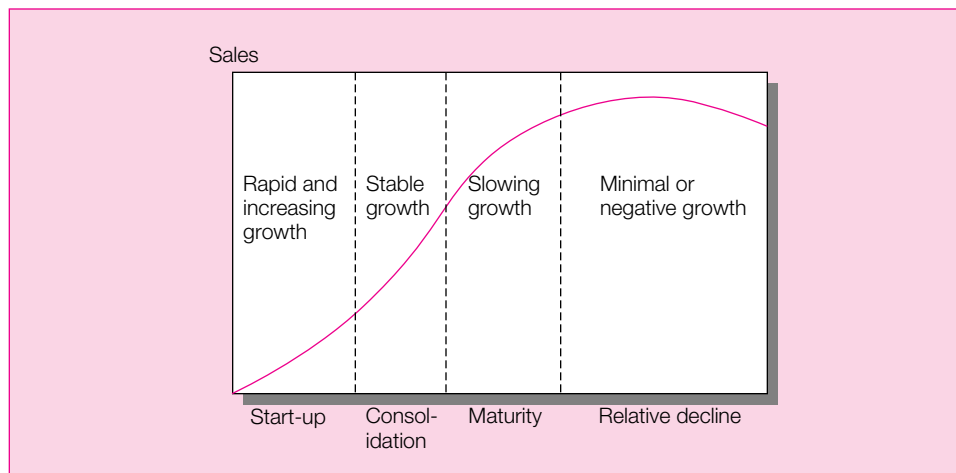 Sales
Rapid and
increasing
growth
Stable
growth
Slowing
growth
Minimal or
negative growth
Start-up
Consol-
idation
Maturity
Relative decline